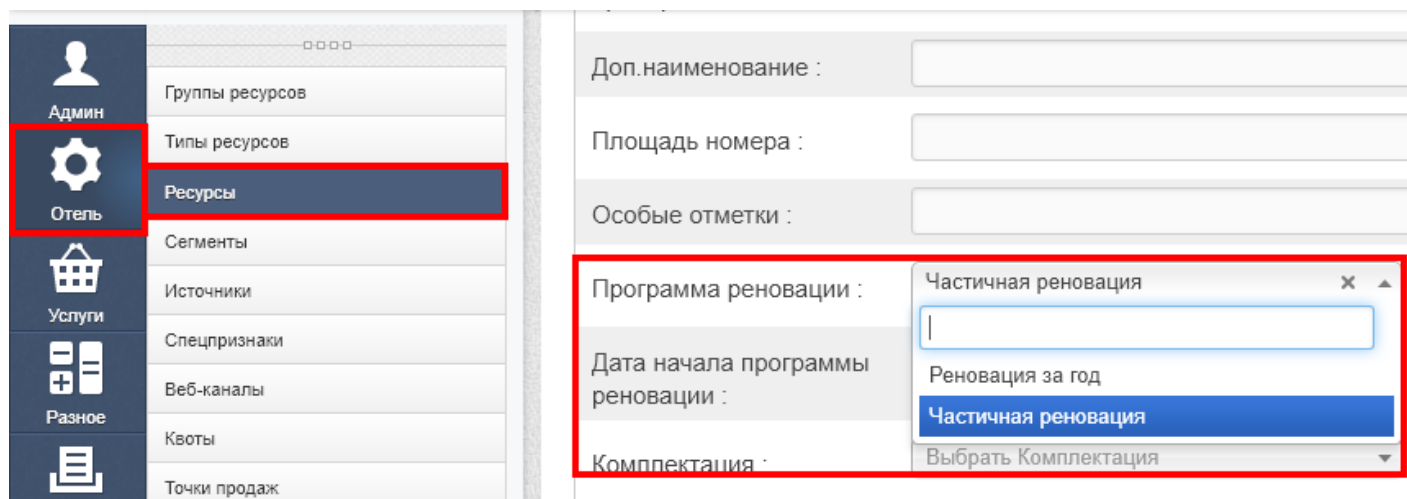 Админ
Отель
Услуги
Разное
Группы ресурсов
Типы ресурсов
Ресурсы
Сегменты
Источники
Спецпризнаки
Веб-каналы
Квоты
Точки продаж
Доп.наименование :
Площадь номера :
Особые отметки :
Программа реновации :
Частичная реновация
Реновация за год
Частичная реновация
Дата начала программы
реновации :
Комплектация :
Выбрать Комплектация